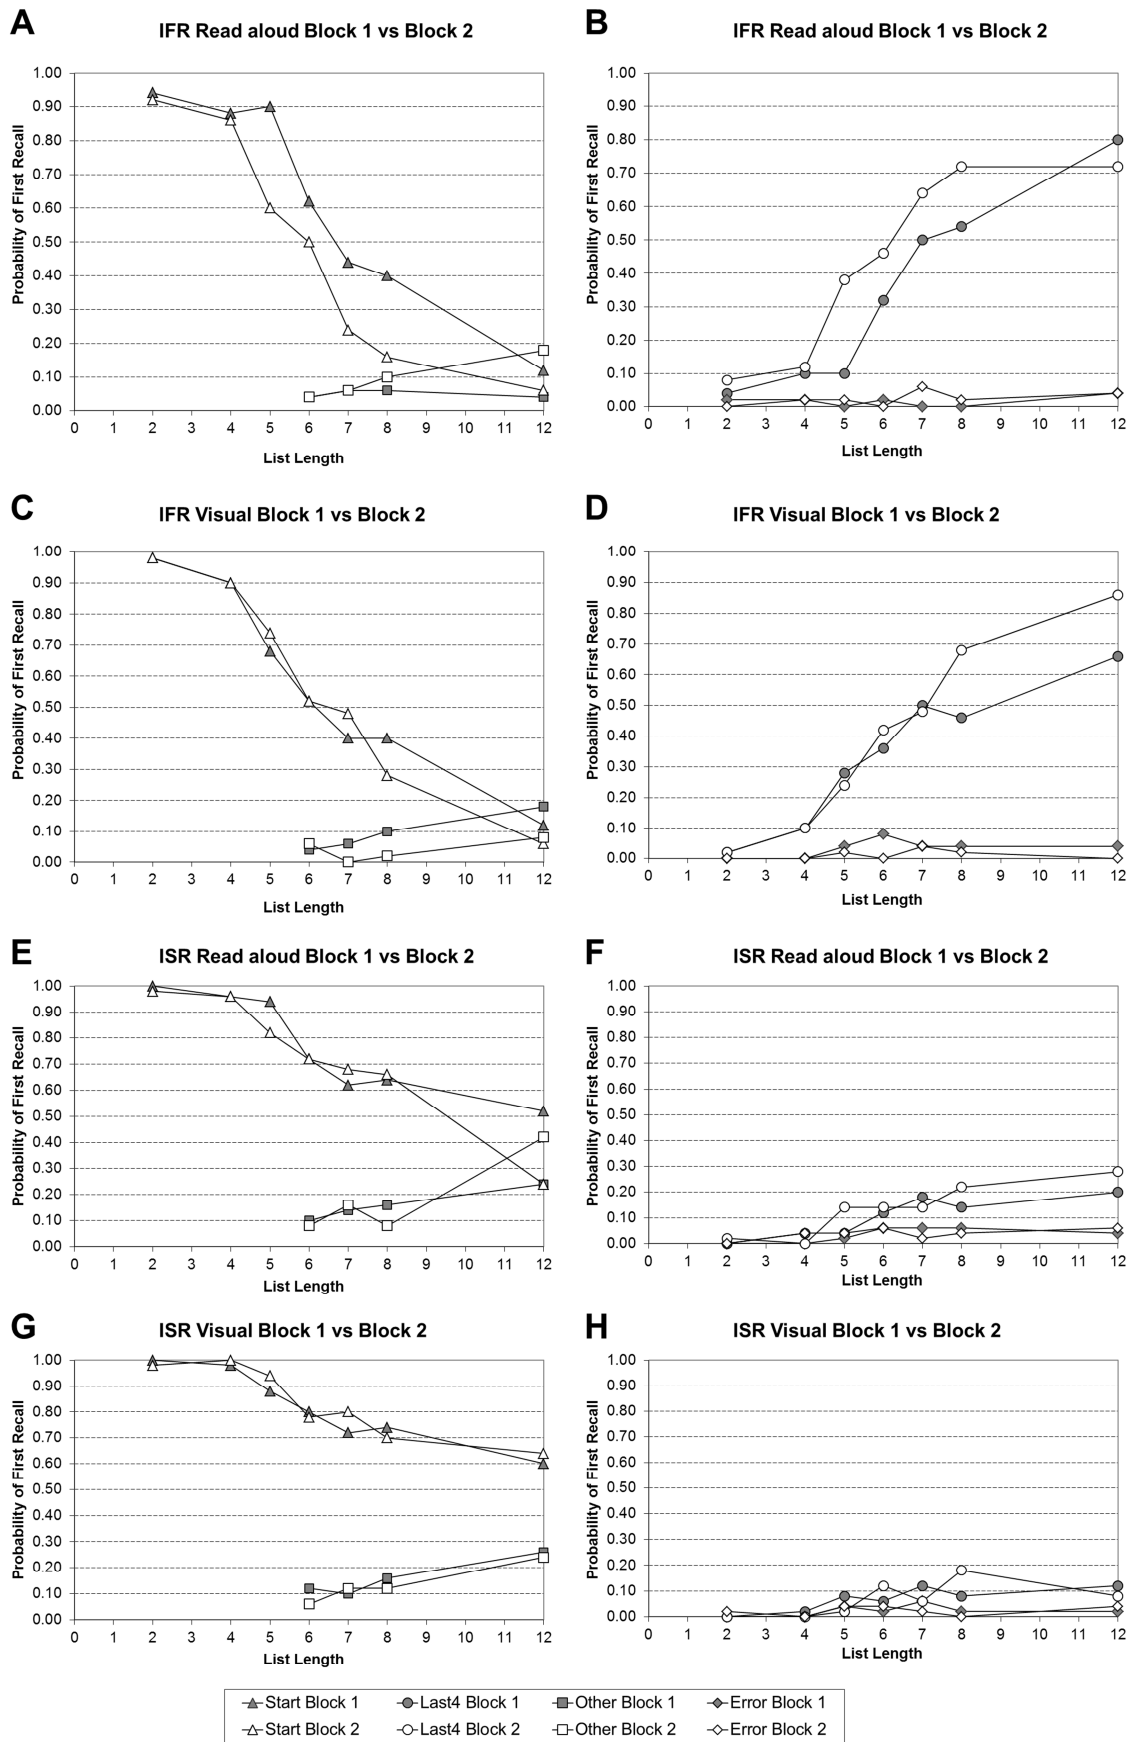 A
IFR Read aloud Block 1 vs Block 2
Probability of First Recall
1.00
0.90
0.80
0.70
0.60
0.50
0.40
0.30
0.20
0.10
0.00
0 1 2 3 4 5 6 7 8 9 10 11 12
List Length
B
IFR Read aloud Block 1 vs Block 2
Probability of First Recall
1.00
0.90
0.80
0.70
0.60
0.50
0.40
0.30
0.20
0.10
0.00
0 1 2 3 4 5 6 7 8 9 10 11 12
List Length
C
IFR Visual Block 1 vs Block 2
Probability of First Recall
1.00
0.90
0.80
0.70
0.60
0.50
0.40
0.30
0.20
0.10
0.00
0 1 2 3 4 5 6 7 8 9 10 11 12
List Length
D
IFR Visual Block 1 vs Block 2
Probability of First Recall
1.00
0.90
0.80
0.70
0.60
0.50
0.40
0.30
0.20
0.10
0.00
0 1 2 3 4 5 6 7 8 9 10 11 12
List Length
E
ISR Read aloud Block 1 vs Block 2
Probability of First Recall
1.00
0.90
0.80
0.70
0.60
0.50
0.40
0.30
0.20
0.10
0.00
0 1 2 3 4 5 6 7 8 9 10 11 12
List Length
F
ISR Read aloud Block 1 vs Block 2
Probability of First Recall
1.00
0.90
0.80
0.70
0.60
0.50
0.40
0.30
0.20
0.10
0.00
0 1 2 3 4 5 6 7 8 9 10 11 12
List Length
G
ISR Visual Block 1 vs Block 2
Probability of First Recall
1.00
0.90
0.80
0.70
0.60
0.50
0.40
0.30
0.20
0.10
0.00
0 1 2 3 4 5 6 7 8 9 10 11 12
List Length
H
ISR Visual Block 1 vs Block 2
Probability of First Recall
1.00
0.90
0.80
0.70
0.60
0.50
0.40
0.30
0.20
0.10
0.00
0 1 2 3 4 5 6 7 8 9 10 11 12
List Length
Start Block 1 Last4 Block 1 Other Block 1 Error Block 1
Start Block 2 Last4 Block 2 Other Block 2 Error Block 2